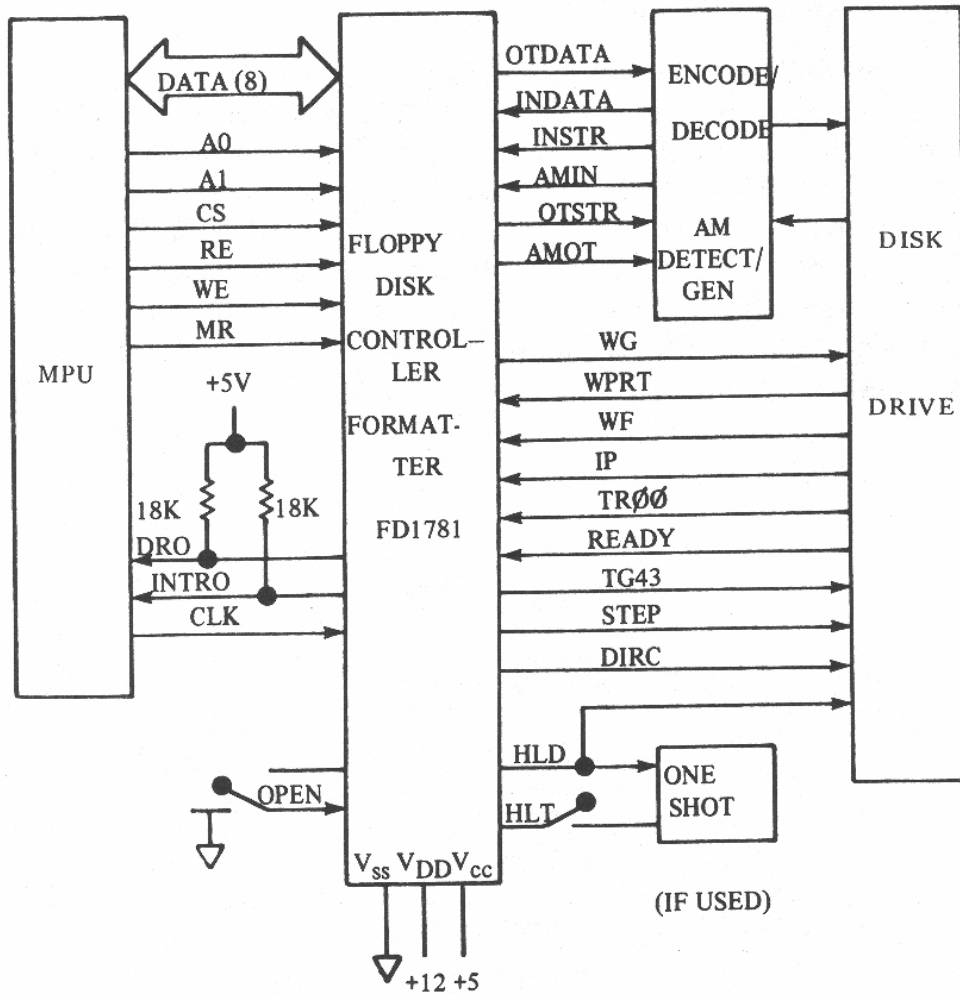 MPU
DATA (8)
A0
A1
CS
RE
WE
MR
+5V
18K
18K
DRO
INTRO
CLK
OPEN
FLOPPY
DISK
CONTROL–
LER
FORMAT-
TER
FD1781
Vss VDD Vcc
+12 +5
OTDATA
INDATA
INSTR
AMIN
OTSTR
AMOT
ENCODE/
DECODE
AM
DETECT/
GEN
WG
WPRT
WF
IP
TRØØ
READY
TG43
STEP
DIRC
HLD
HLT
ONE
SHOT
(IF USED)
DISK
DRIVE